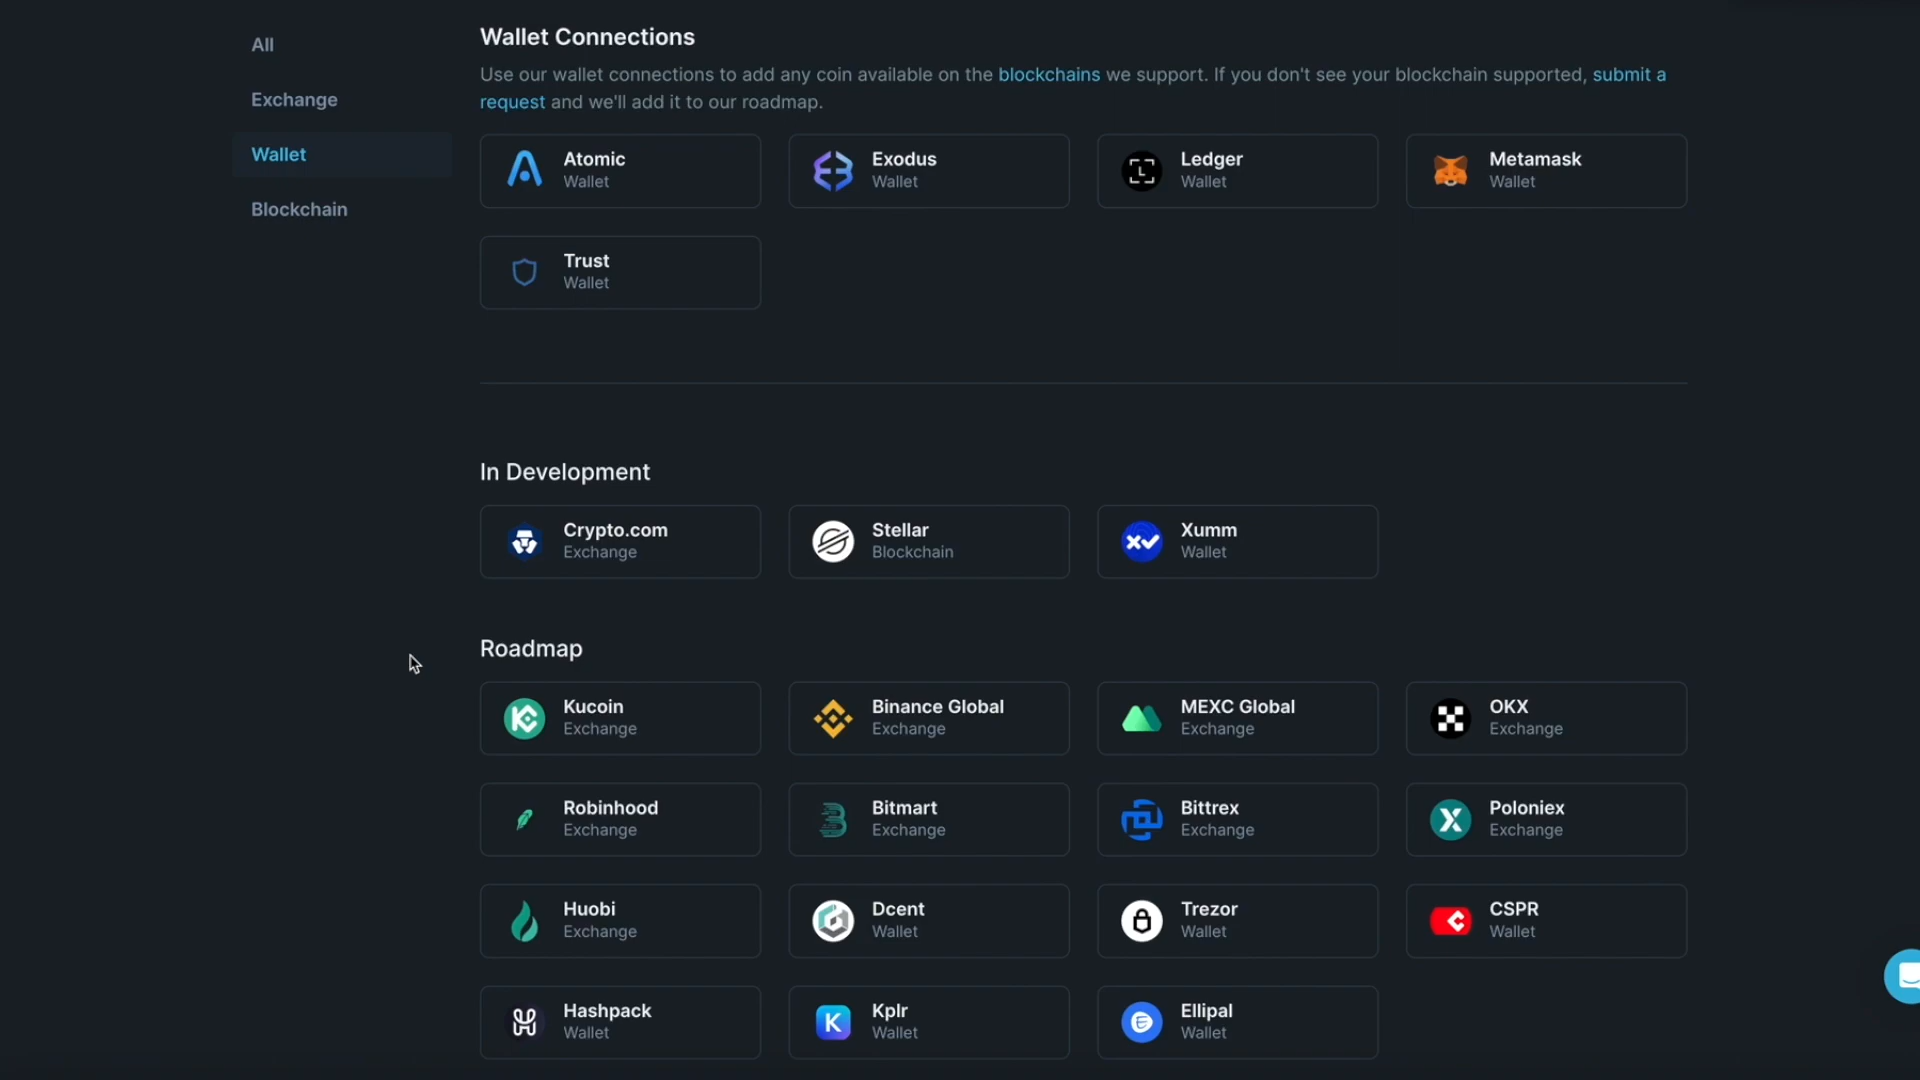 All
Exchange
Wallet
Blockchain
Wallet Connections
Use our wallet connections to add any coin available on the blockchains we support. If you don't see your blockchain supported, submit a
request and we'll add it to our roadmap.
Atomic
Wallet
Exodus
Wallet
Ledger
Wallet
Metamask
Wallet
Trust
Wallet
In Development
Crypto.com
Exchange
Stellar
Blockchain
Xumm
Wallet
Roadmap
Kucoin
Exchange
Binance Global
Exchange
MEXC Global
Exchange
OKX
Exchange
Robinhood
Exchange
Bitmart
Exchange
Bittrex
Exchange
Poloniex
Exchange
Huobi
Exchange
Dcent
Wallet
Trezor
Wallet
CSPR
Wallet
Hashpack
Wallet
Kplr
Wallet
Ellipal
Wallet